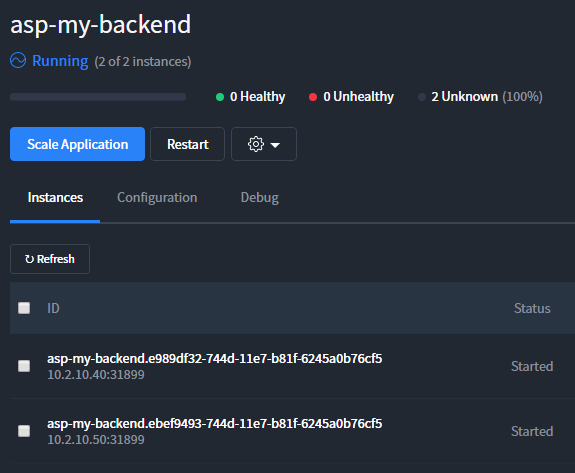 asp-my-backend
Running (2 of 2 instances)
0 Healthy 0 Unhealthy 2 Unknown (100%)
Scale Application Restart
Instances Configuration Debug
↻ Refresh
ID Status
asp-my-backend.e989df32-744d-11e7-b81f-6245a0b76cf5
10.2.10.40:31899 Started
asp-my-backend.ebef9493-744d-11e7-b81f-6245a0b76cf5
10.2.10.50:31899 Started